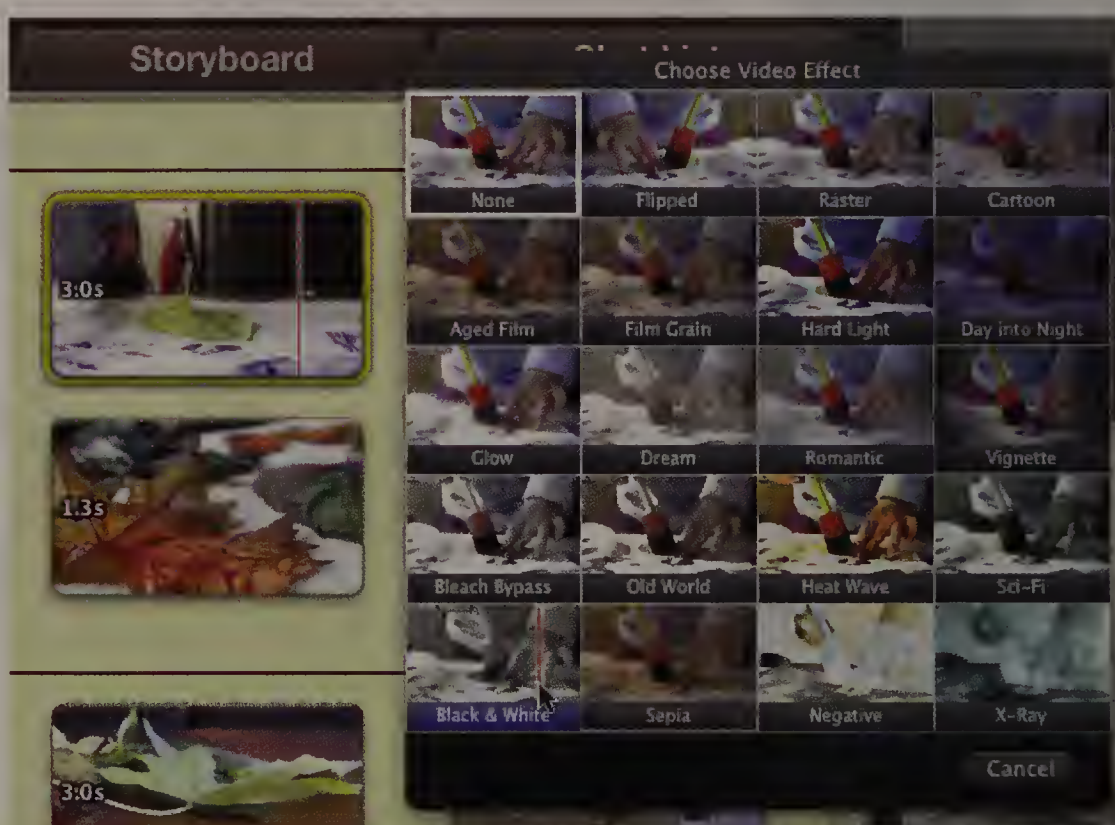 Storyboard
Choose Video Effect
None
Flipped
Raster
Cartoon
3:0s
Aged Film
Film Grain
Hard Light
Day into Night
Glow
Dream
Romantic
Vignette
1.3s
Bleach Bypass
Old World
Heat Wave
Sci-Fi
Black & White
Sepia
Negative
X-Ray
3:0s
Cancel